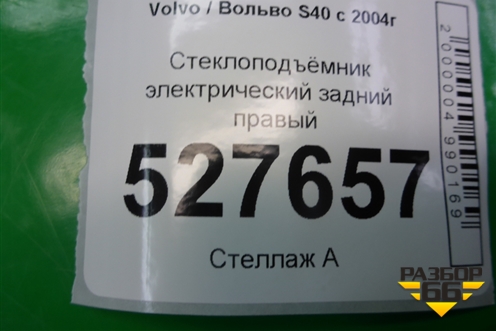 Volvo / Вольво S40 с 2004г
Стеклоподъёмник
электрический задний
правый
527657
Стеллаж А
2000004990169
РАЗБОР
66